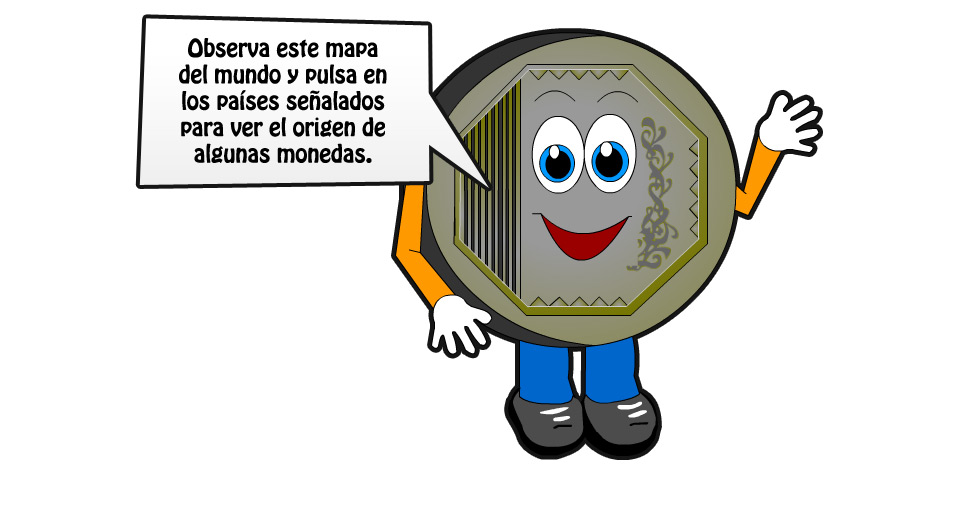 Observa este mapa
del mundo y pulsa en
los países señalados
para ver el origen de
algunas monedas.